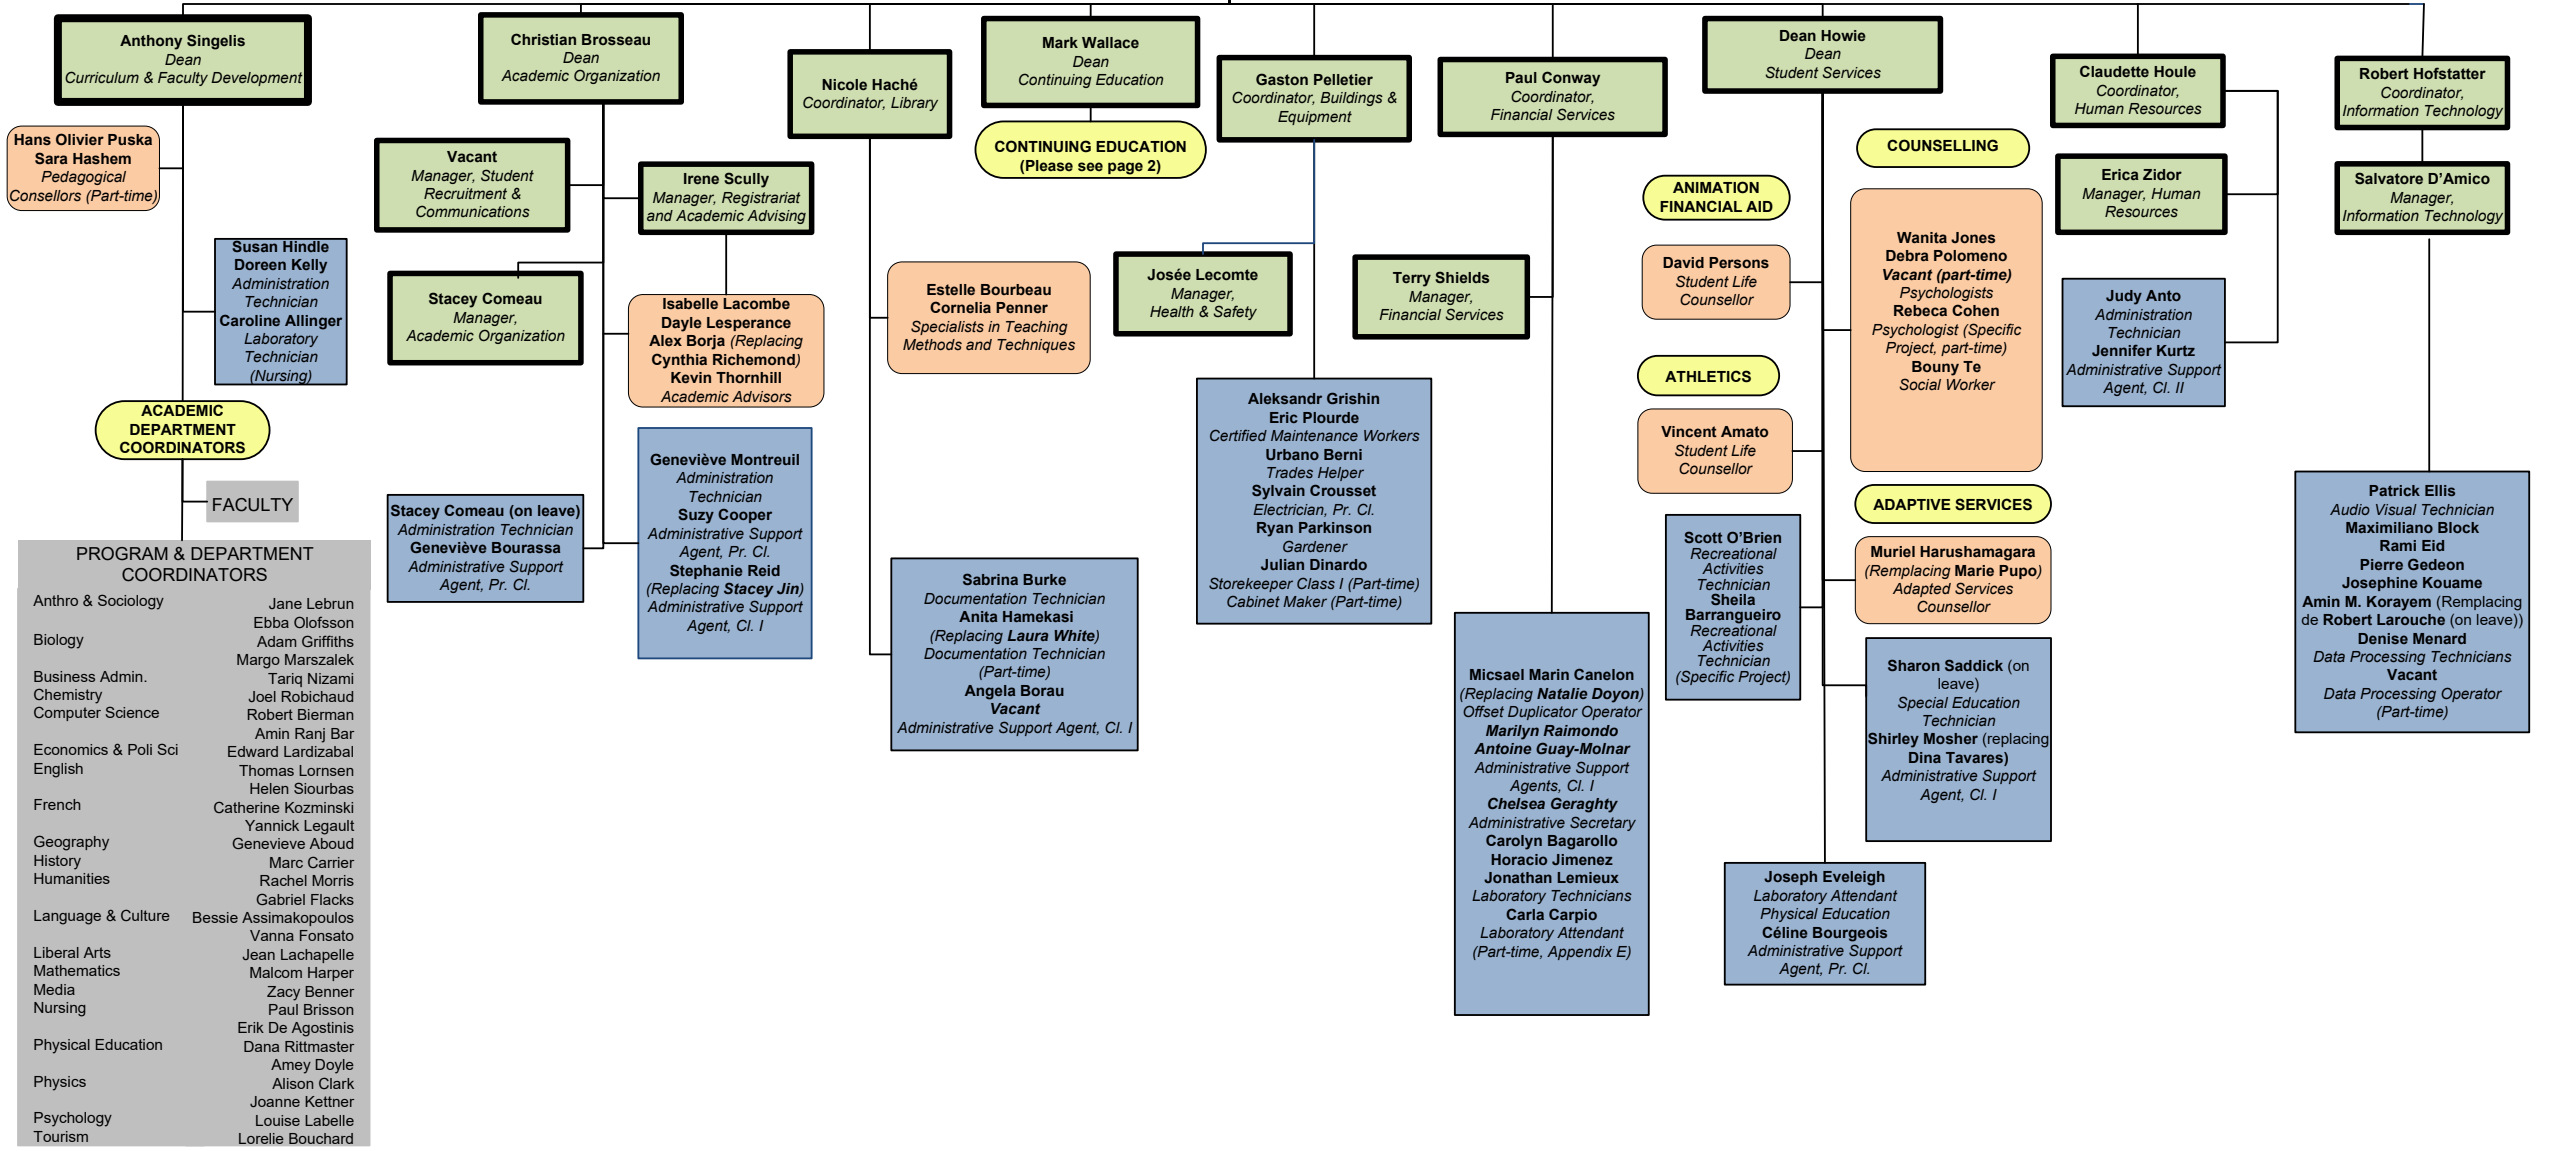 Anthony Singelis
Dean
Curriculum & Faculty Development
Hans Olivier Puska
Sara Hashem
Pedagogical
Consellors (Part-time)
Susan Hindle
Doreen Kelly
Administration
Technician
Caroline Allinger
Laboratory
Technician
(Nursing)
ACADEMIC
DEPARTMENT
COORDINATORS
FACULTY
PROGRAM & DEPARTMENT
COORDINATORS
Anthro & Sociology Jane Lebrun
Ebba Olofsson
Biology Adam Griffiths
Margo Marszalek
Business Admin. Tariq Nizami
Chemistry Joel Robichaud
Computer Science Robert Bierman
Amin Ranj Bar
Economics & Poli Sci Edward Lardizabal
English Thomas Lornsen
Helen Siourbas
French Catherine Kozminski
Yannick Legault
Geography Genevieve Aboud
History Marc Carrier
Humanities Rachel Morris
Gabriel Flacks
Language & Culture Bessie Assimakopoulos
Vanna Fonsato
Liberal Arts Jean Lachapelle
Mathematics Malcom Harper
Media Zacy Benner
Nursing Paul Brisson
Erik De Agostinis
Physical Education Dana Rittmaster
Amey Doyle
Physics Alison Clark
Joanne Kettner
Psychology Louise Labelle
Tourism Lorelie Bouchard
Christian Brosseau
Dean
Academic Organization
Vacant
Manager, Student
Recruitment &
Communications
Irene Scully
Manager, Registrariat
and Academic Advising
Stacey Comeau
Manager,
Academic Organization
Isabelle Lacombe
Dayle Lesperance
Alex Borja (Replacing
Cynthia Richemond)
Kevin Thornhill
Academic Advisors
Stacey Comeau (on leave)
Administration Technician
Geneviève Bourassa
Administrative Support
Agent, Pr. Cl.
Geneviève Montreuil
Administration
Technician
Suzy Cooper
Administrative Support
Agent, Pr. Cl.
Stephanie Reid
(Replacing Stacey Jin)
Administrative Support
Agent, Cl. I
Nicole Haché
Coordinator, Library
Estelle Bourbeau
Cornelia Penner
Specialists in Teaching
Methods and Techniques
Sabrina Burke
Documentation Technician
Anita Hamekasi
(Replacing Laura White)
Documentation Technician
(Part-time)
Angela Borau
Vacant
Administrative Support Agent, Cl. I
Mark Wallace
Dean
Continuing Education
CONTINUING EDUCATION
(Please see page 2)
Gaston Pelletier
Coordinator, Buildings &
Equipment
Josée Lecomte
Manager,
Health & Safety
Aleksandr Grishin
Eric Plourde
Certified Maintenance Workers
Urbano Berni
Trades Helper
Sylvain Crousset
Electrician, Pr. Cl.
Ryan Parkinson
Gardener
Julian Dinardo
Storekeeper Class I (Part-time)
Cabinet Maker (Part-time)
Paul Conway
Coordinator,
Financial Services
Terry Shields
Manager,
Financial Services
Micsael Marin Canelon
(Replacing Natalie Doyon)
Offset Duplicator Operator
Marilyn Raimondo
Antoine Guay-Molnar
Administrative Support
Agents, Cl. I
Chelsea Geraghty
Administrative Secretary
Carolyn Bagarollo
Horacio Jimenez
Jonathan Lemieux
Laboratory Technicians
Carla Carpio
Laboratory Attendant
(Part-time, Appendix E)
Dean Howie
Dean
Student Services
ANIMATION
FINANCIAL AID
David Persons
Student Life
Counsellor
ATHLETICS
Vincent Amato
Student Life
Counsellor
Scott O’Brien
Recreational
Activities
Technician
Sheila
Barrangueiro
Recreational
Activities
Technician
(Specific Project)
COUNSELLING
Wanita Jones
Debra Polomeno
Vacant (part-time)
Psychologists
Rebeca Cohen
Psychologist (Specific
Project, part-time)
Bouny Te
Social Worker
ADAPTIVE SERVICES
Muriel Harushamagara
(Remplacing Marie Pupo)
Adapted Services
Counsellor
Sharon Saddick (on
leave)
Special Education
Technician
Shirley Mosher (replacing
Dina Tavares)
Administrative Support
Agent, Cl. I
Joseph Eveleigh
Laboratory Attendant
Physical Education
Céline Bourgeois
Administrative Support
Agent, Pr. Cl.
Claudette Houle
Coordinator,
Human Resources
Erica Zidor
Manager, Human
Resources
Judy Anto
Administration
Technician
Jennifer Kurtz
Administrative Support
Agent, Cl. II
Robert Hofstatter
Coordinator,
Information Technology
Salvatore D’Amico
Manager,
Information Technology
Patrick Ellis
Audio Visual Technician
Maximiliano Block
Rami Eid
Pierre Gedeon
Josephine Kouame
Amin M. Korayem (Remplacing
de Robert Larouche (on leave))
Denise Menard
Data Processing Technicians
Vacant
Data Processing Operator
(Part-time)